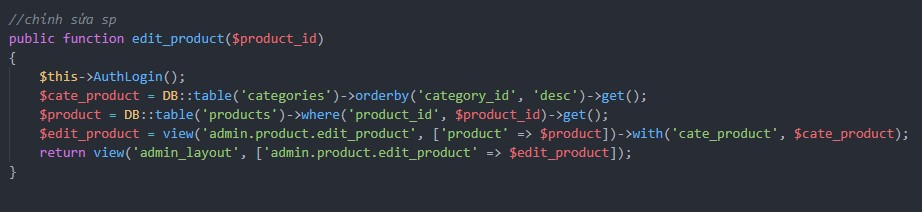 //chỉnh sửa sp
public function edit_product($product_id)
{
    $this->AuthLogin();
    $cate_product = DB::table('categories')->orderby('category_id', 'desc')->get();
    $product = DB::table('products')->where('product_id', $product_id)->get();
    $edit_product = view('admin.product.edit_product', ['product' => $product])->with('cate_product', $cate_product);
    return view('admin_layout', ['admin.product.edit_product' => $edit_product]);
}